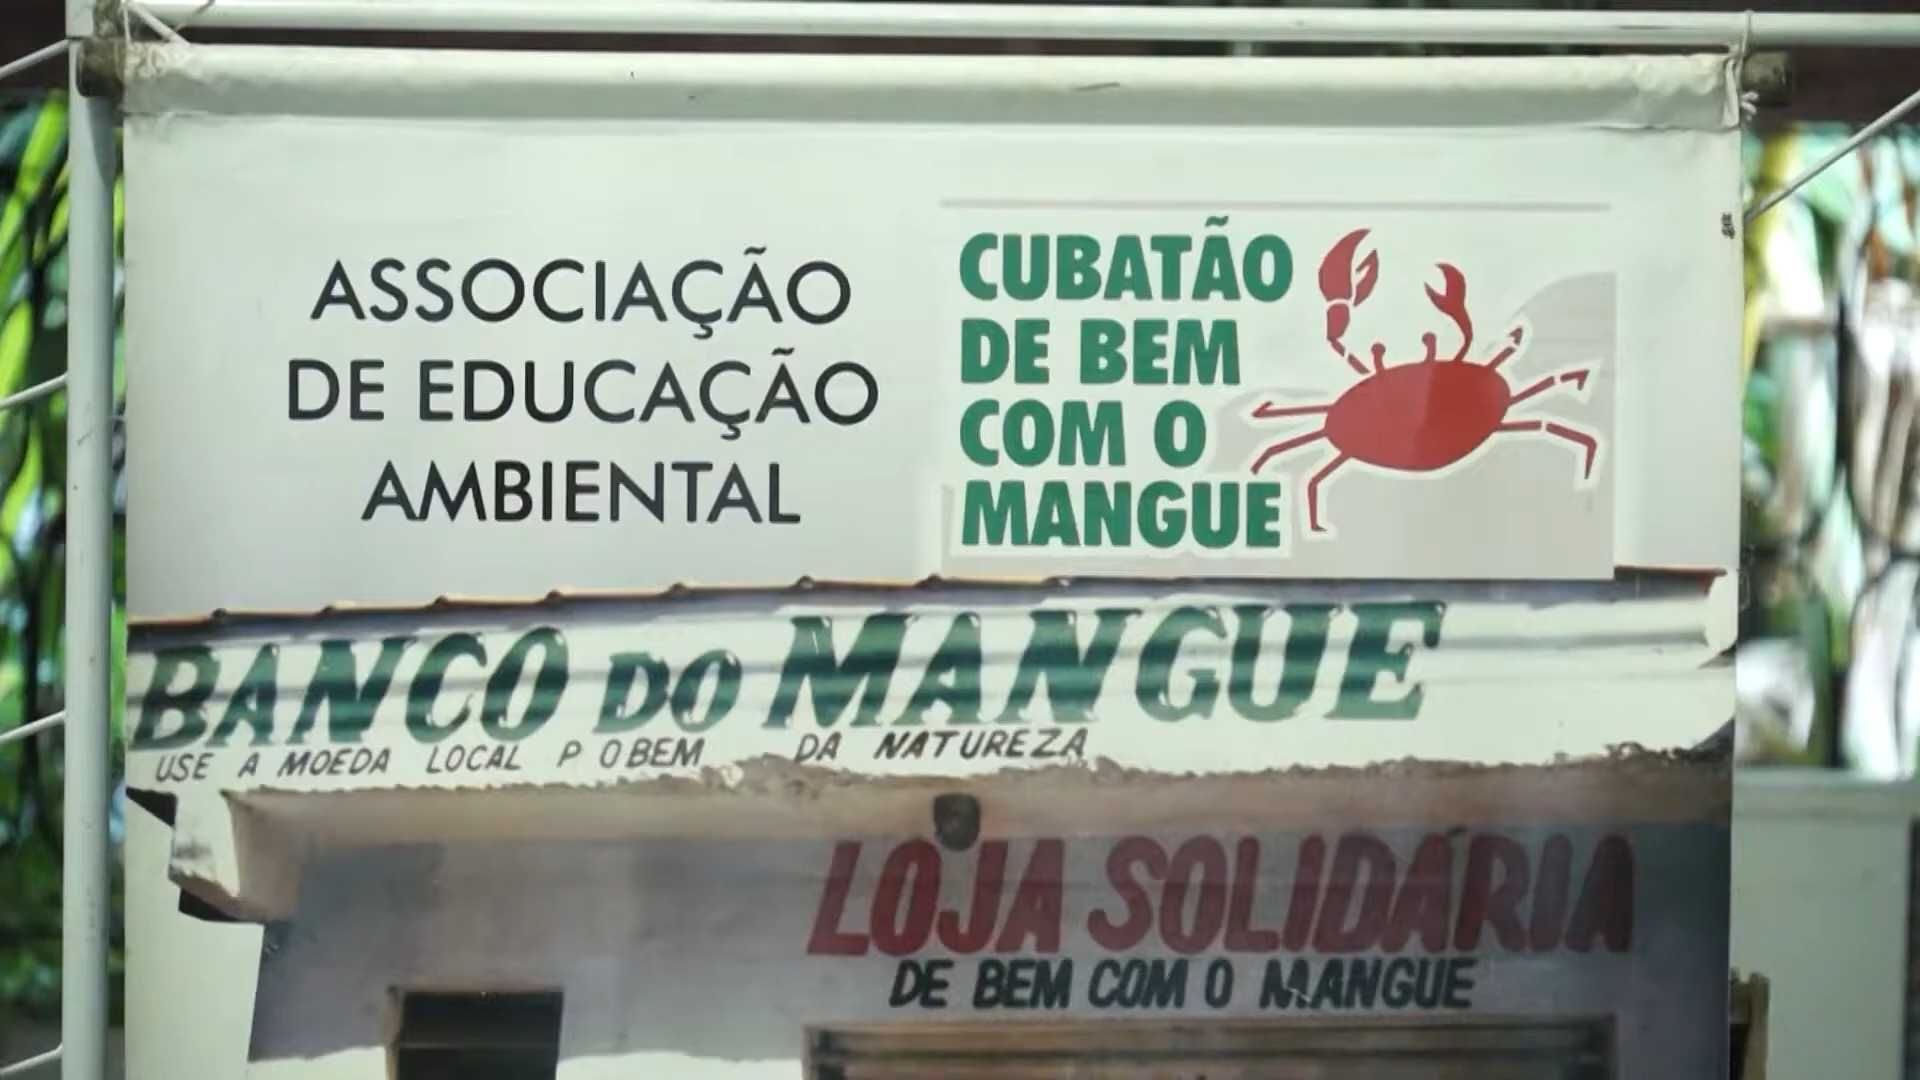 ASSOCIAÇÃO
DE EDUCAÇÃO
AMBIENTAL
CUBATÃO
DE BEM
COM O
MANGUE
BANCO DO MANGUE
USE A MOEDA LOCAL P O BEM DA NATUREZA
LOJA SOLIDÁRIA
DE BEM COM O MANGUE